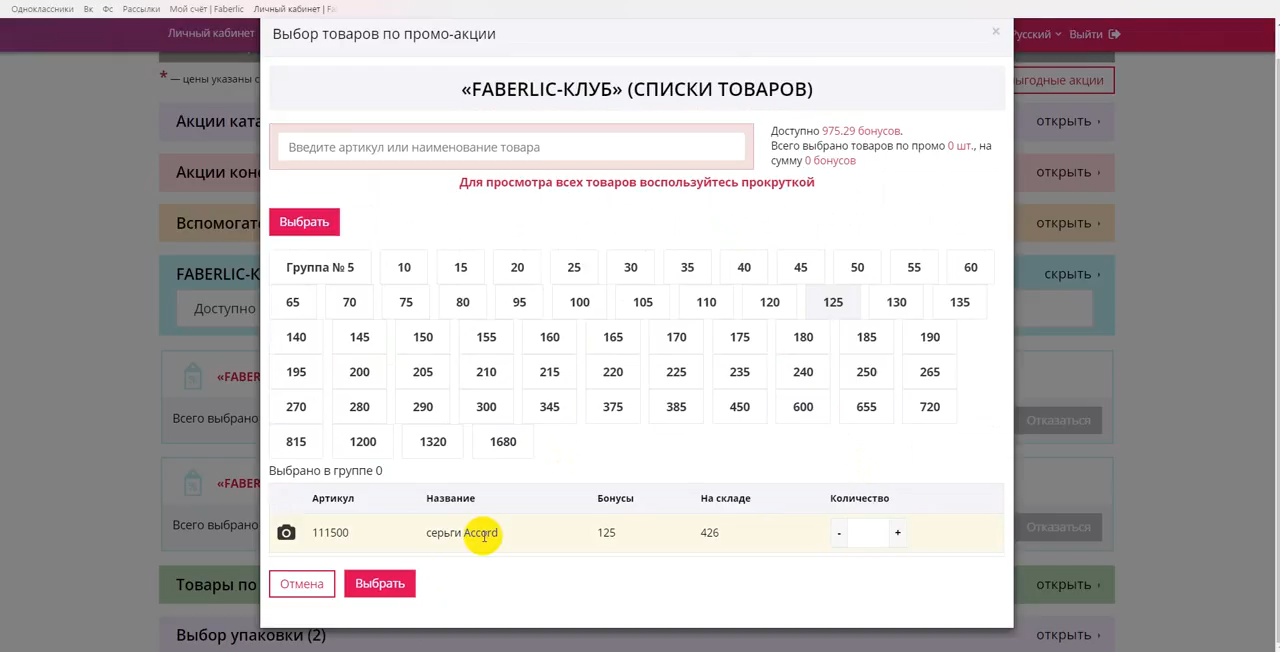 Одноклассники Вк Фс Рассылки Мой счёт | Faberlic Личный кабинет | Fa
Личный кабинет
Выбор товаров по промо-акции
×
Русский
Выйти
* — цены указаны с
«FABERLIC-КЛУБ» (СПИСКИ ТОВАРОВ)
ыгодные акции
Акции ката
открыть
Введите артикул или наименование товара
Доступно 975.29 бонусов.
Всего выбрано товаров по промо 0 шт., на
сумму 0 бонусов
Акции кон
открыть
Для просмотра всех товаров воспользуйтесь прокруткой
Вспомогат
Выбрать
открыть
FABERLIC-К
скрыть
Доступно
Группа № 5 10 15 20 25 30 35 40 45 50 55 60
65 70 75 80 95 100 105 110 120 125 130 135
140 145 150 155 160 165 170 175 180 185 190
195 200 205 210 215 220 225 235 240 250 265
270 280 290 300 345 375 385 450 600 655 720
815 1200 1320 1680
«FABER
Всего выбрано
Отказаться
Выбрано в группе 0
«FABER
Всего выбрано
Отказаться
Артикул Название Бонусы На складе Количество
111500 серьги Accord 125 426 - +
Товары по
открыть
Отмена Выбрать
Выбор упаковки (2)
открыть